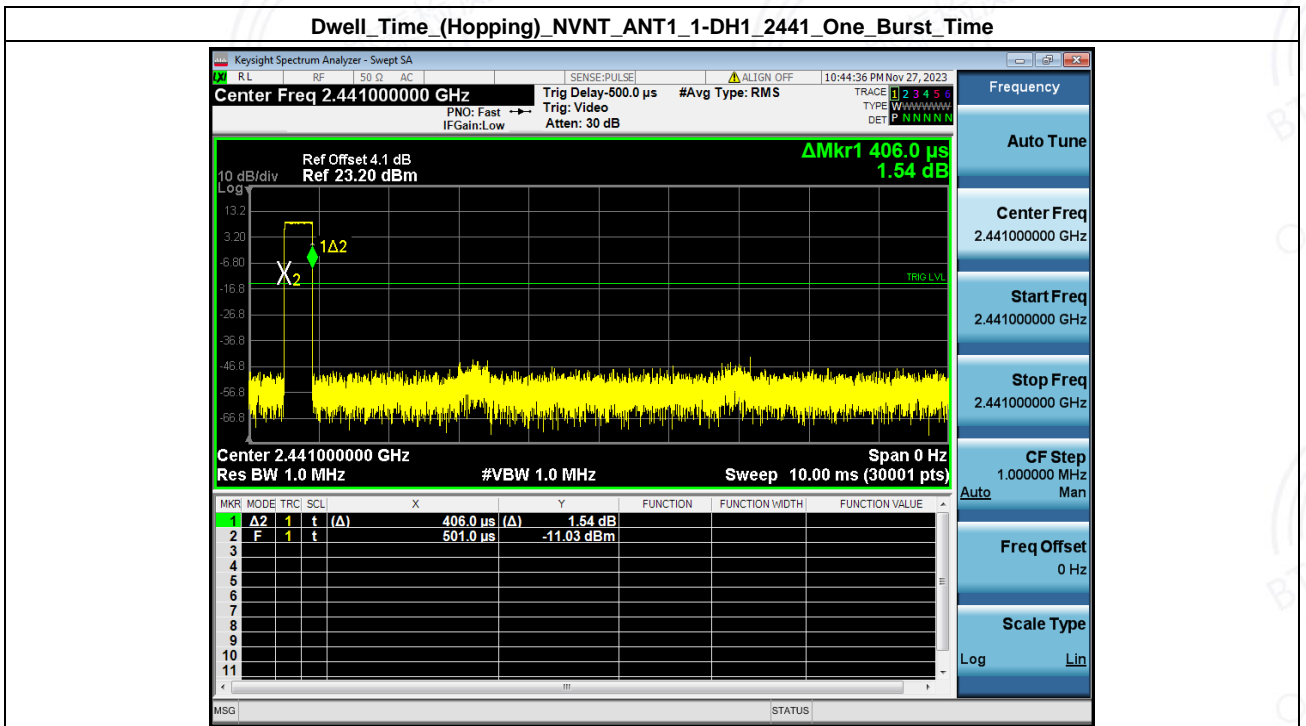 Dwell_Time_(Hopping)_NVNT_ANT1_1-DH1_2441_One_Burst_Time
Keysight Spectrum Analyzer - Swept SA
LXI RL RF 50 Ω AC SENSE:PULSE ALIGN OFF 10:44:36 PM Nov 27, 2023
Center Freq 2.441000000 GHz
PNO: Fast
IFGain:Low
Trig Delay-500.0 µs
Trig: Video
Atten: 30 dB
#Avg Type: RMS
TRACE 1 2 3 4 5 6
TYPE WWWWWWW
DET P N N N N N
ΔMkr1 406.0 µs
1.54 dB
Ref Offset 4.1 dB
10 dB/div Ref 23.20 dBm
Log
13.2
3.20
-6.80
-16.8
-26.8
-36.8
-46.8
-56.8
-66.8
1Δ2
X2
TRIG LVL
Center 2.441000000 GHz Span 0 Hz
Res BW 1.0 MHz #VBW 1.0 MHz Sweep 10.00 ms (30001 pts)
MKR MODE TRC SCL X Y FUNCTION FUNCTION WIDTH FUNCTION VALUE
1 Δ2 1 t (Δ) 406.0 µs (Δ) 1.54 dB
2 F 1 t 501.0 µs -11.03 dBm
3
4
5
6
7
8
9
10
11
MSG STATUS
Frequency
Auto Tune
Center Freq
2.441000000 GHz
Start Freq
2.441000000 GHz
Stop Freq
2.441000000 GHz
CF Step
1.000000 MHz
Auto Man
Freq Offset
0 Hz
Scale Type
Log Lin